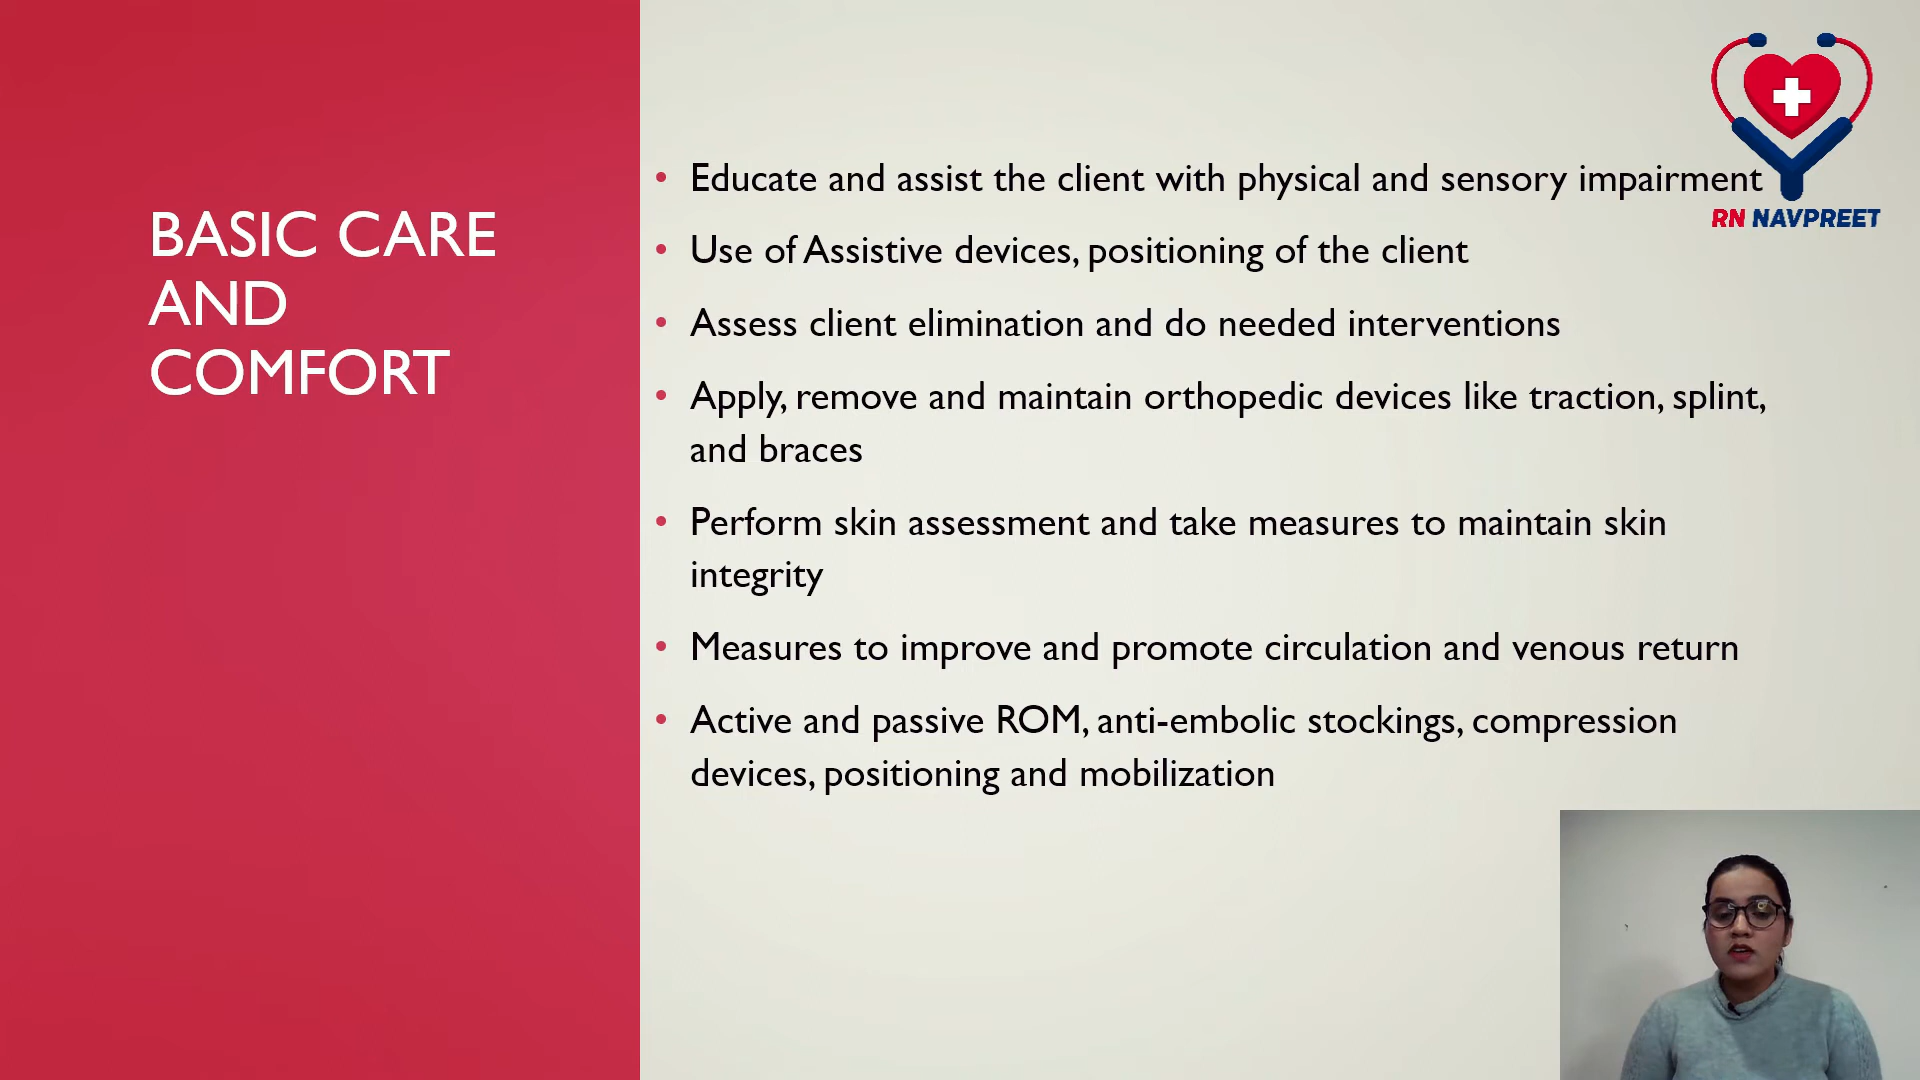 BASIC CARE
AND
COMFORT
• Educate and assist the client with physical and sensory impairment
• Use of Assistive devices, positioning of the client
• Assess client elimination and do needed interventions
• Apply, remove and maintain orthopedic devices like traction, splint,
and braces
• Perform skin assessment and take measures to maintain skin
integrity
• Measures to improve and promote circulation and venous return
• Active and passive ROM, anti-embolic stockings, compression
devices, positioning and mobilization
RN NAVPREET